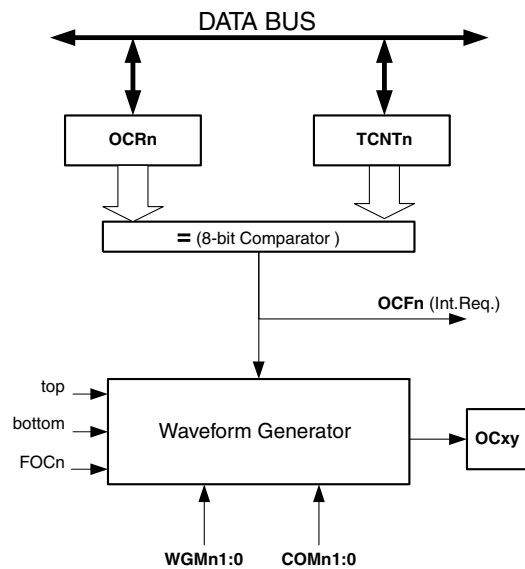 DATA BUS
OCRn
TCNTn
= (8-bit Comparator )
OCFn (Int.Req.)
top
bottom
FOCn
Waveform Generator
OCxy
WGMn1:0
COMn1:0